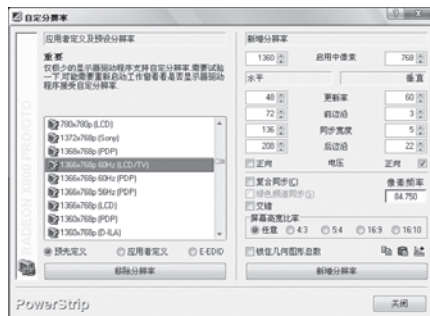 自定分辨率
应用者定义及预设分辨率
重要
仅极少的显示器驱动程序支持自定分辨率.需要试验
一下.可能需要重新启动工作窗看看是否显示器驱动
程序接受自定分辨率.
780x780p (LCD)
1372x768p (Sony)
1368x768p (PDP)
1366x768p 60Hz (LCD/TV)
1366x768p 60Hz (PDP)
1366x768p 56Hz (PDP)
1366x768p (LCD)
1360x768p (PDP)
1360x765p (D-ILA)
预先定义 应用者定义 E-EDID
移除分辨率
新增分辨率
1360 启用中像素 768
水平 垂直
48 更新率 60
72 前边沿 3
136 同步宽度 5
208 后边沿 22
正向 电压 正向
复合同步(C) 像素频率
绿色频道同步(S) 84.750
交错
屏幕高宽比率
任意 4:3 5:4 16:9 16:10
锁住几何图形总数
新增分辨率
PowerStrip
关闭